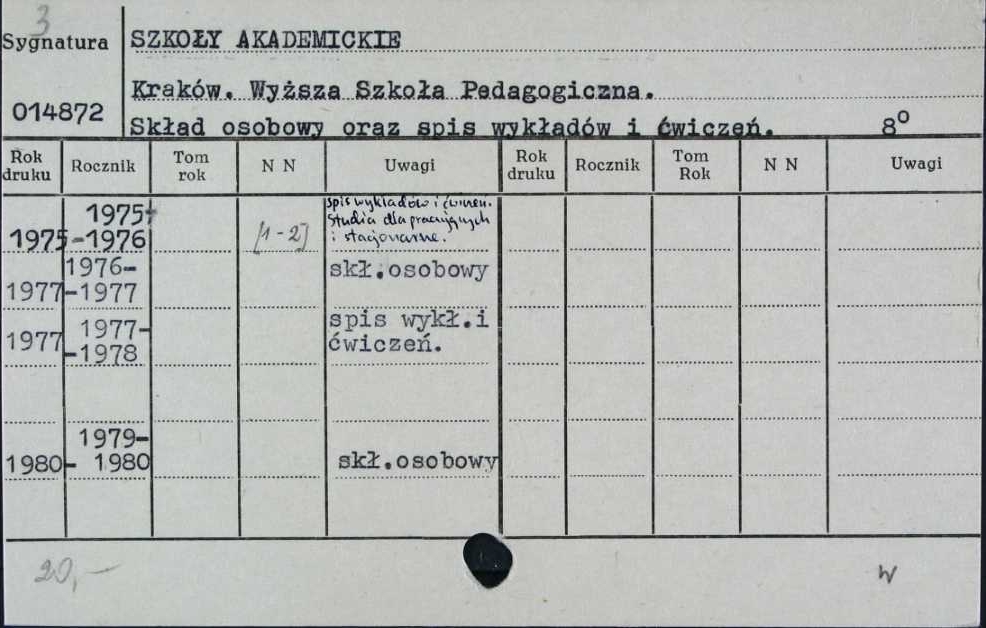 3
Sygnatura
SZKOŁY AKADEMICKIE
Kraków. Wyższa Szkoła Pedagogiczna.
014872
Skład osobowy oraz spis wykładów i ćwiczeń. 8º
Rok druku Rocznik Tom rok N N Uwagi Rok druku Rocznik Tom Rok N N Uwagi
spis wykładów i ćwiczeń.
1975-
Studia dla pracujących
1975 -1976 [1-2] i stacjonarne.
1976-
skł.osobowy
1977 -1977
1977-
spis wykł.i
1977 -1978
ćwiczeń.
1979-
1980 - 1980 skł.osobowy
20,- W